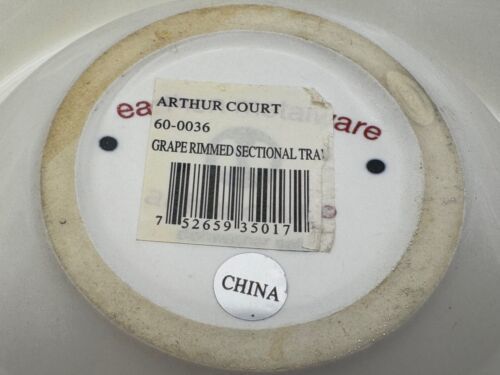 ARTHUR COURT
60-0036
GRAPE RIMMED SECTIONAL TRA
7 52659 35017
CHINA